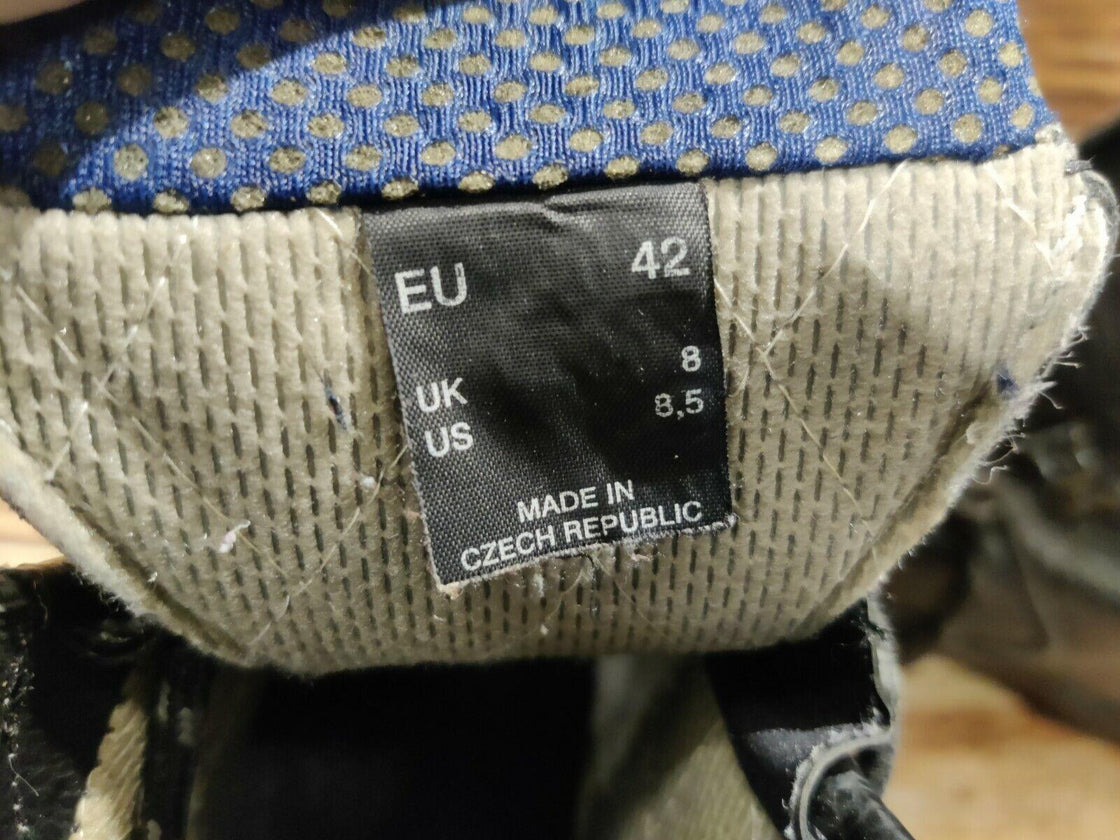 EU 42
UK 8
US 8,5
MADE IN
CZECH REPUBLIC